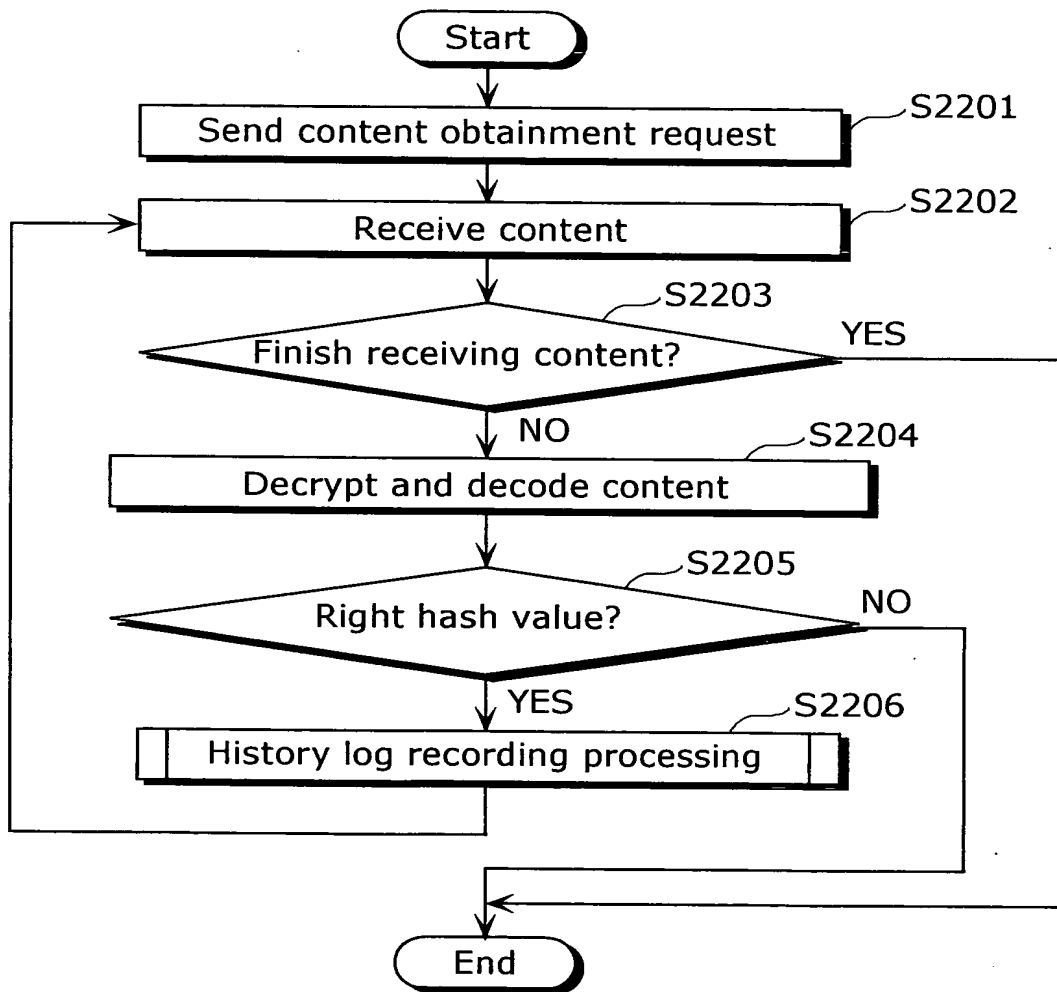 Start
S2201
Send content obtainment request
S2202
Receive content
S2203
Finish receiving content?
YES
NO
S2204
Decrypt and decode content
S2205
Right hash value?
NO
YES
S2206
History log recording processing
End